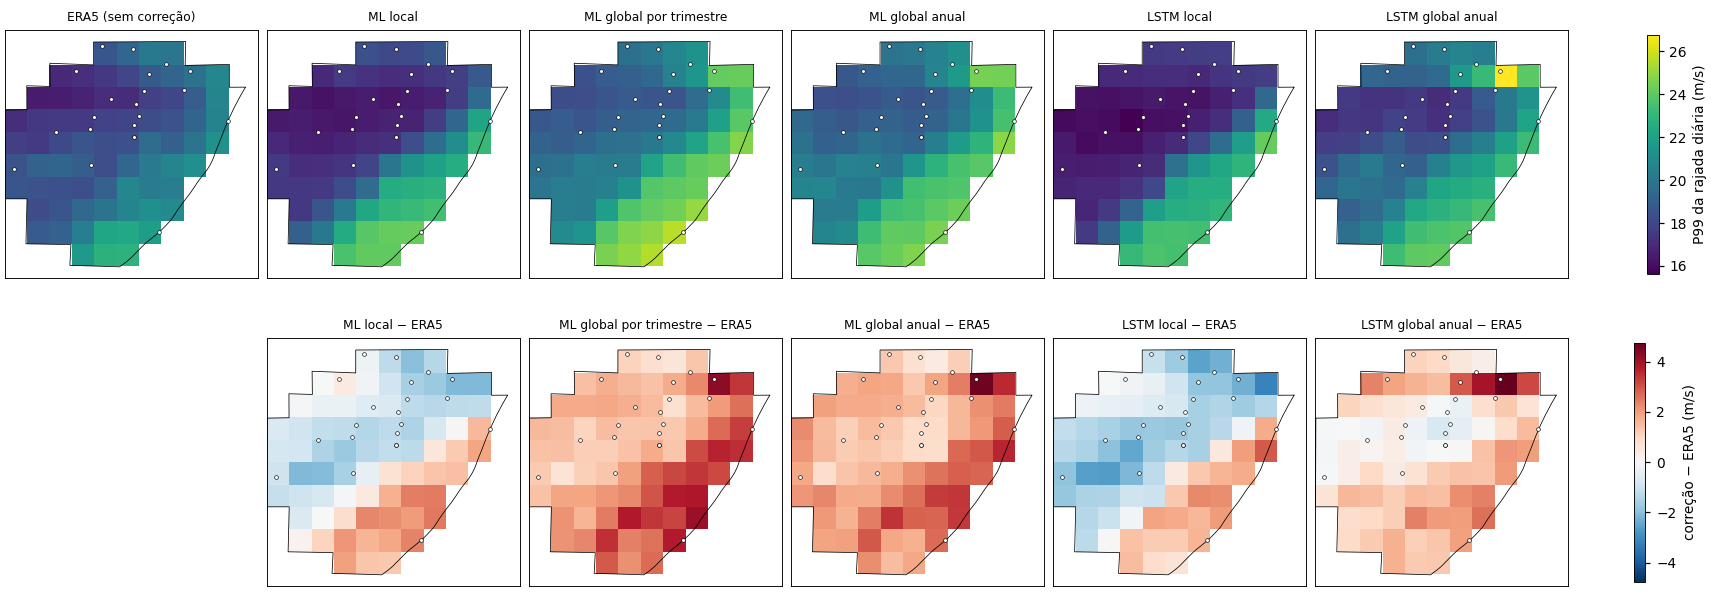 ERA5 (sem correção)
ML local
ML global por trimestre
ML global anual
LSTM local
LSTM global anual
26
24
22
20
18
16
P99 da rajada diária (m/s)
ML local − ERA5
ML global por trimestre − ERA5
ML global anual − ERA5
LSTM local − ERA5
LSTM global anual − ERA5
4
2
0
−2
−4
correção − ERA5 (m/s)